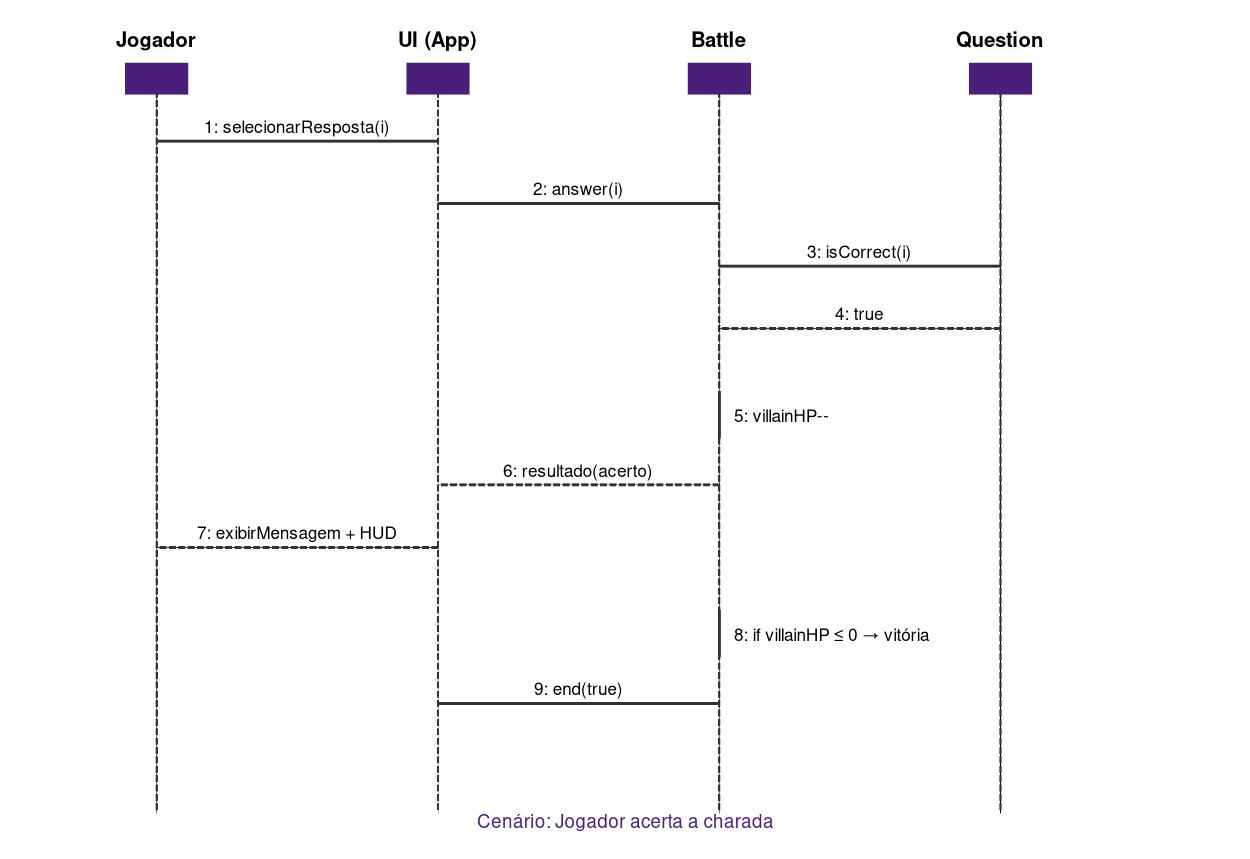 Jogador
UI (App)
Battle
Question
1: selecionarResposta(i)
2: answer(i)
3: isCorrect(i)
4: true
5: villainHP--
6: resultado(acerto)
7: exibirMensagem + HUD
8: if villainHP ≤ 0 → vitória
9: end(true)
Cenário: Jogador acerta a charada